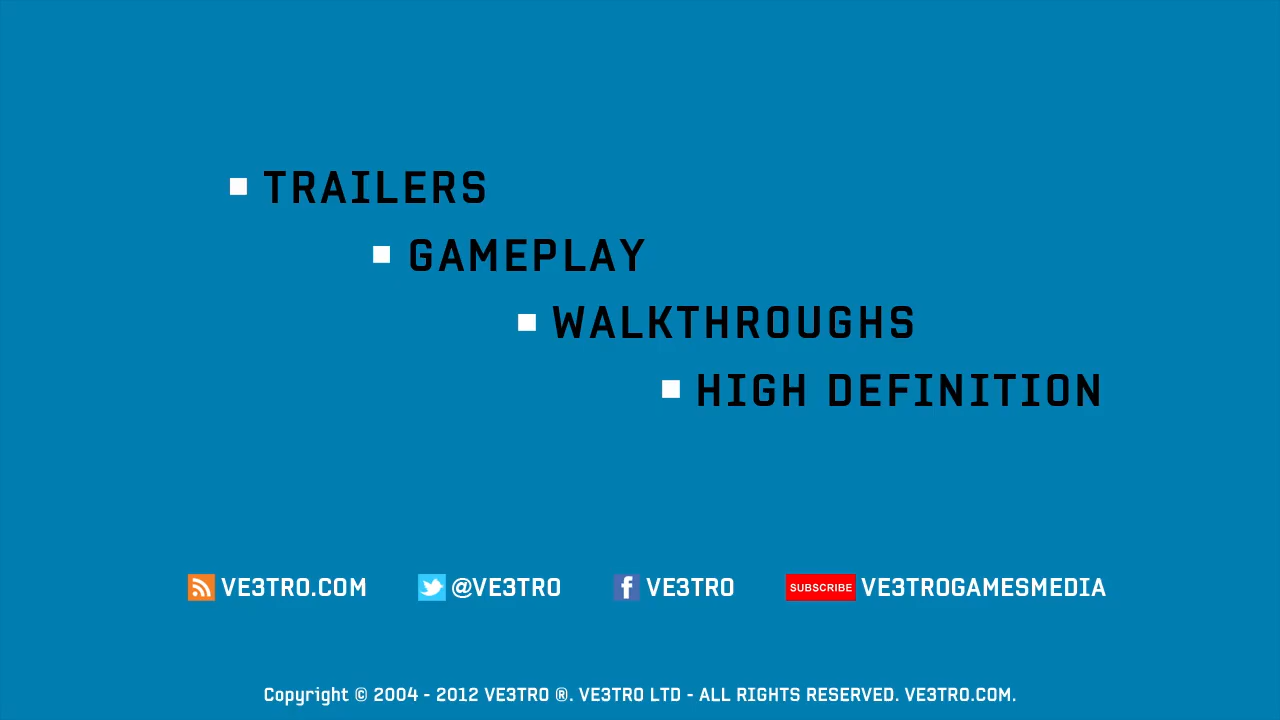 TRAILERS
GAMEPLAY
WALKTHROUGHS
HIGH DEFINITION
VE3TRO.COM @VE3TRO VE3TRO SUBSCRIBE VE3TROGAMESMEDIA
Copyright © 2004 - 2012 VE3TRO ®. VE3TRO LTD - ALL RIGHTS RESERVED. VE3TRO.COM.